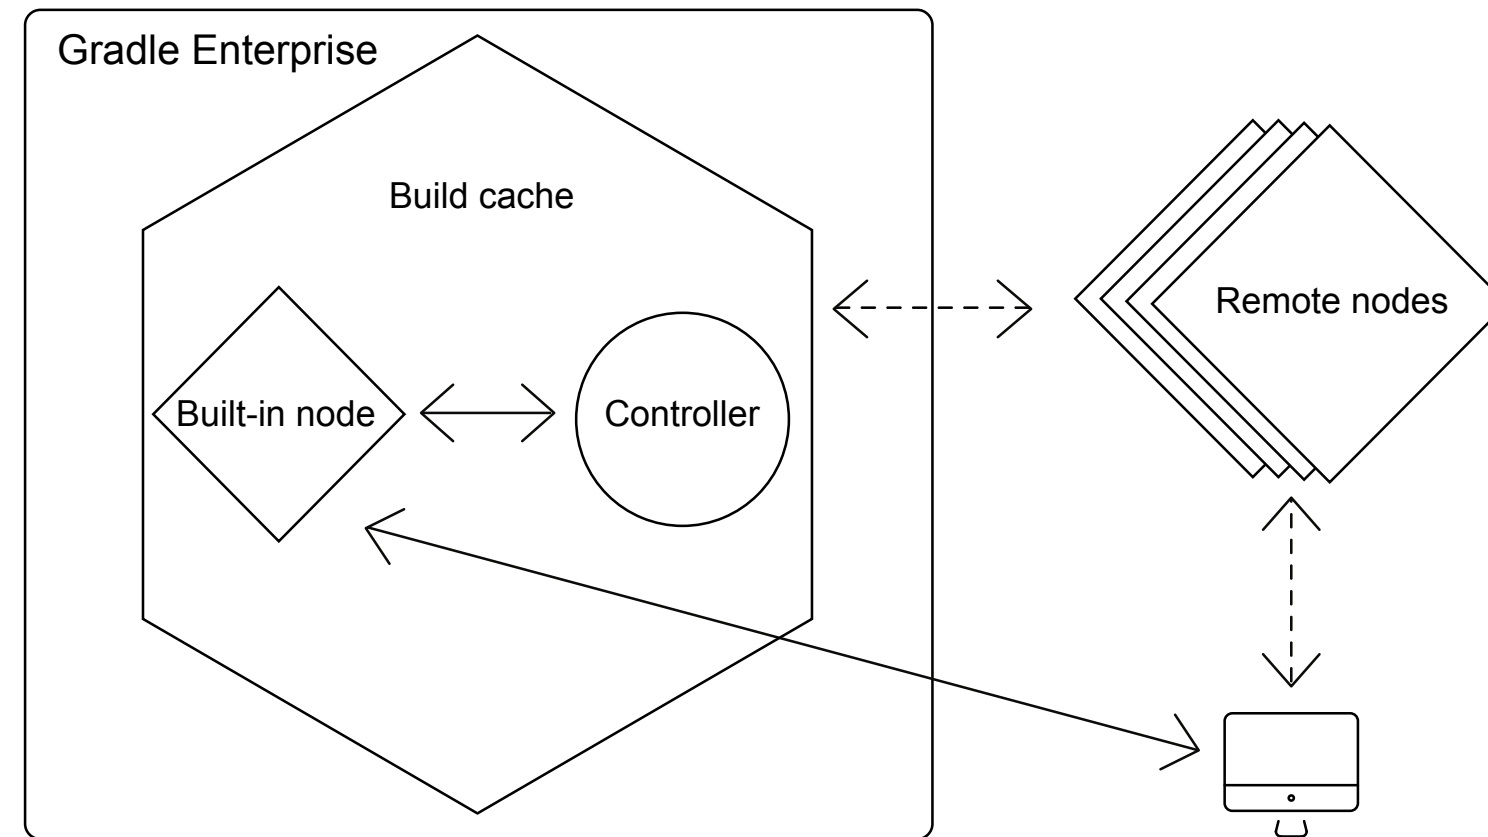 Gradle Enterprise
Build cache
Remote nodes
Built-in node
Controller